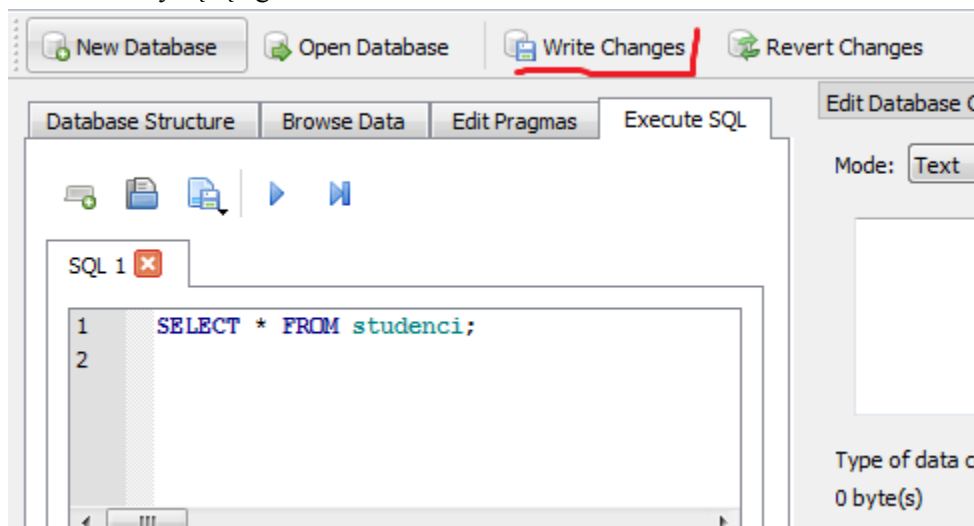 New Database Open Database Write Changes Revert Changes
Database Structure Browse Data Edit Pragmas Execute SQL
Edit Database
Mode: Text
SQL 1
1 SELECT * FROM studenci;
2
Type of data
0 byte(s)